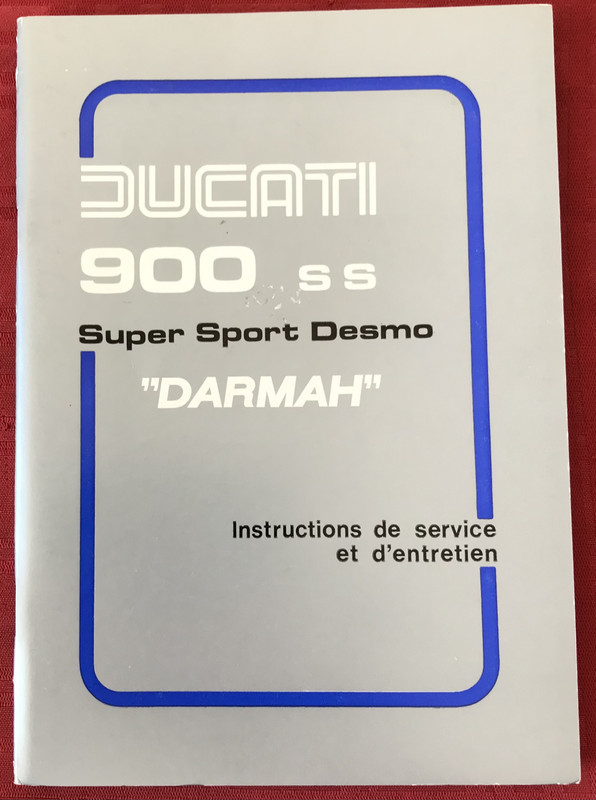 DUCATI
900 SS
Super Sport Desmo
"DARMAH"
Instructions de service
et d'entretien